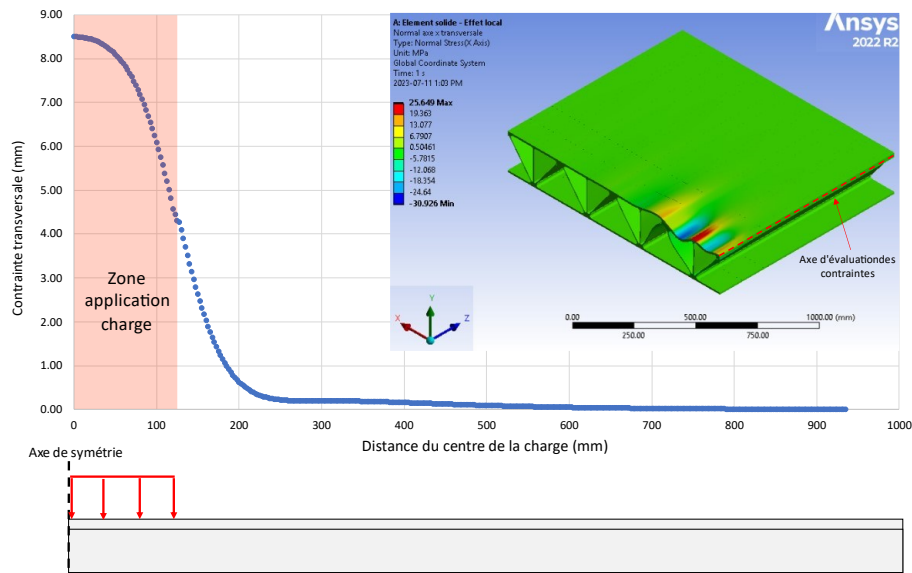 9.00
8.00
7.00
6.00
5.00
4.00
3.00
2.00
1.00
0.00
Contrainte transversale (mm)
Zone
application
charge
A: Element solide - Effet local
Normal axe x transversale
Type: Normal Stress(X Axis)
Unit: MPa
Global Coordinate System
Time: 1 s
2023-07-11 1:03 PM
25.649 Max
19.363
13.077
6.7907
0.50461
-5.7815
-12.068
-18.354
-24.64
-30.926 Min
Ansys
2022 R2
Axe d'évaluationdes
contraintes
Y
X
Z
0.00
500.00
1000.00 (mm)
250.00
750.00
0
100
200
300
400
500
600
700
800
900
1000
Distance du centre de la charge (mm)
Axe de symétrie